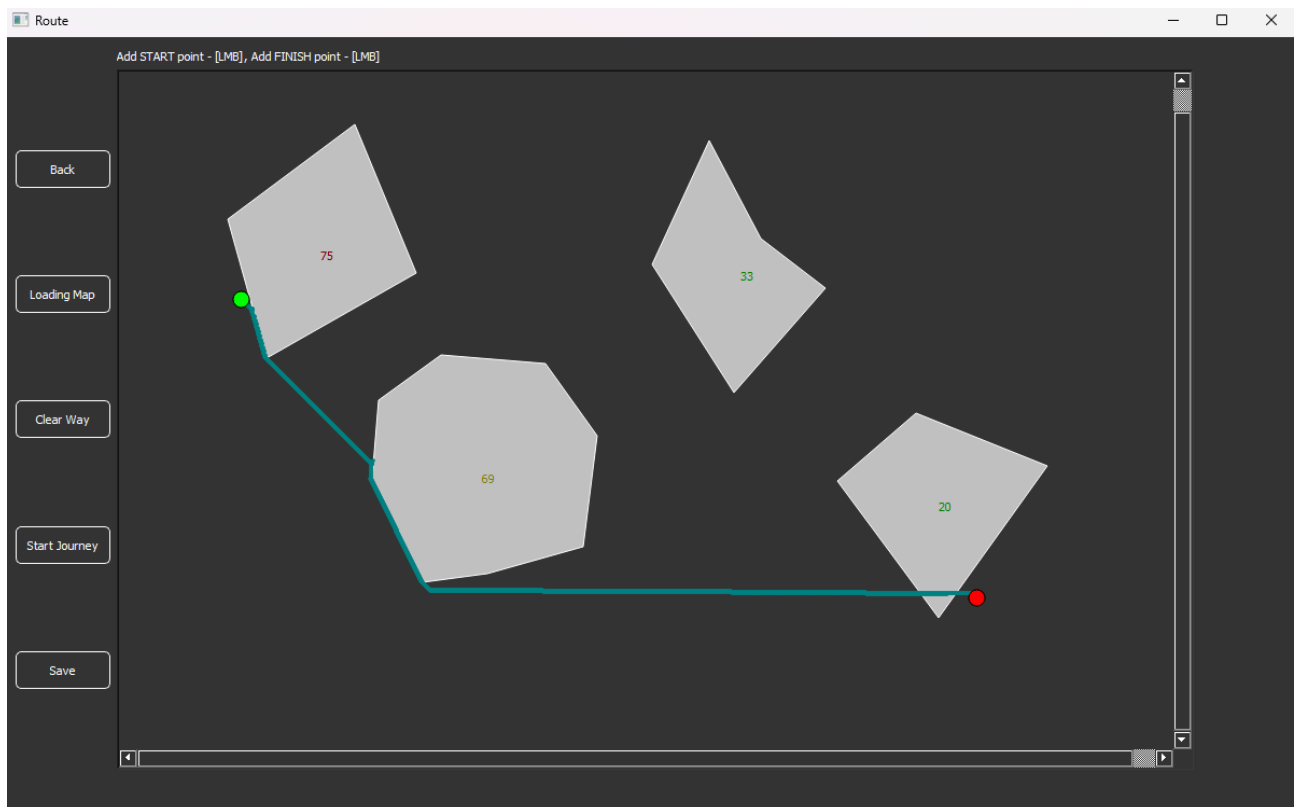 Route
Add START point - [LMB], Add FINISH point - [LMB]
Back
Loading Map
Clear Way
Start Journey
Save
75
33
69
20